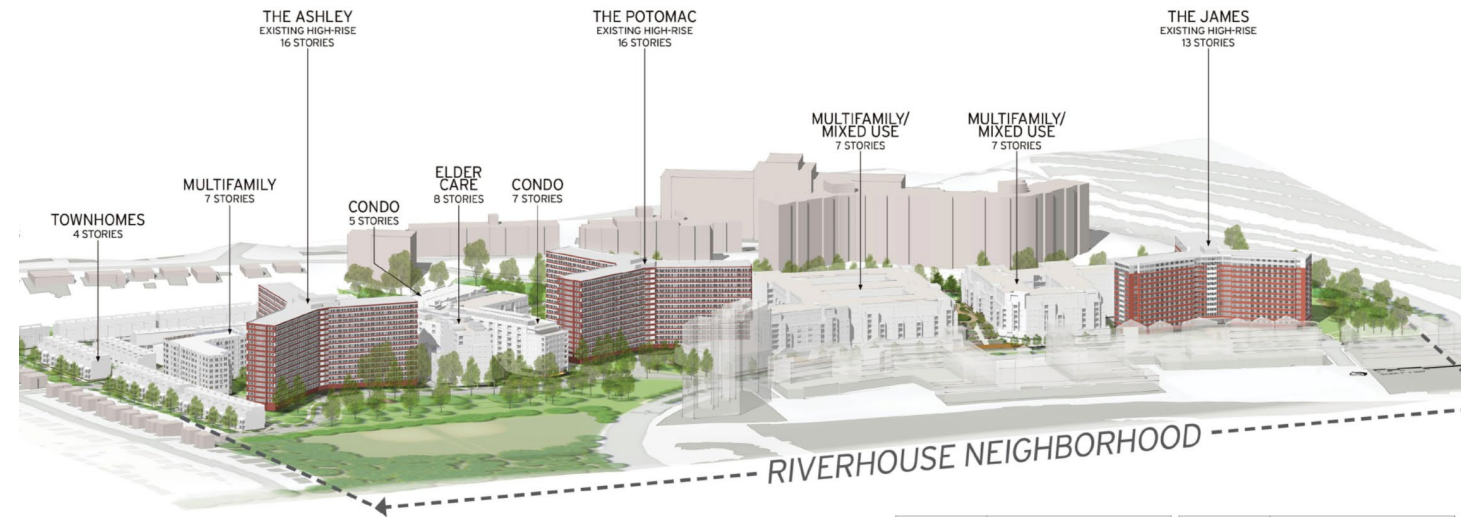 THE ASHLEY
EXISTING HIGH-RISE
16 STORIES
THE POTOMAC
EXISTING HIGH-RISE
16 STORIES
THE JAMES
EXISTING HIGH-RISE
13 STORIES
MULTIFAMILY/
MIXED USE
7 STORIES
MULTIFAMILY/
MIXED USE
7 STORIES
ELDER
CARE
8 STORIES
MULTIFAMILY
7 STORIES
CONDO
7 STORIES
CONDO
5 STORIES
TOWNHOMES
4 STORIES
RIVERHOUSE NEIGHBORHOOD